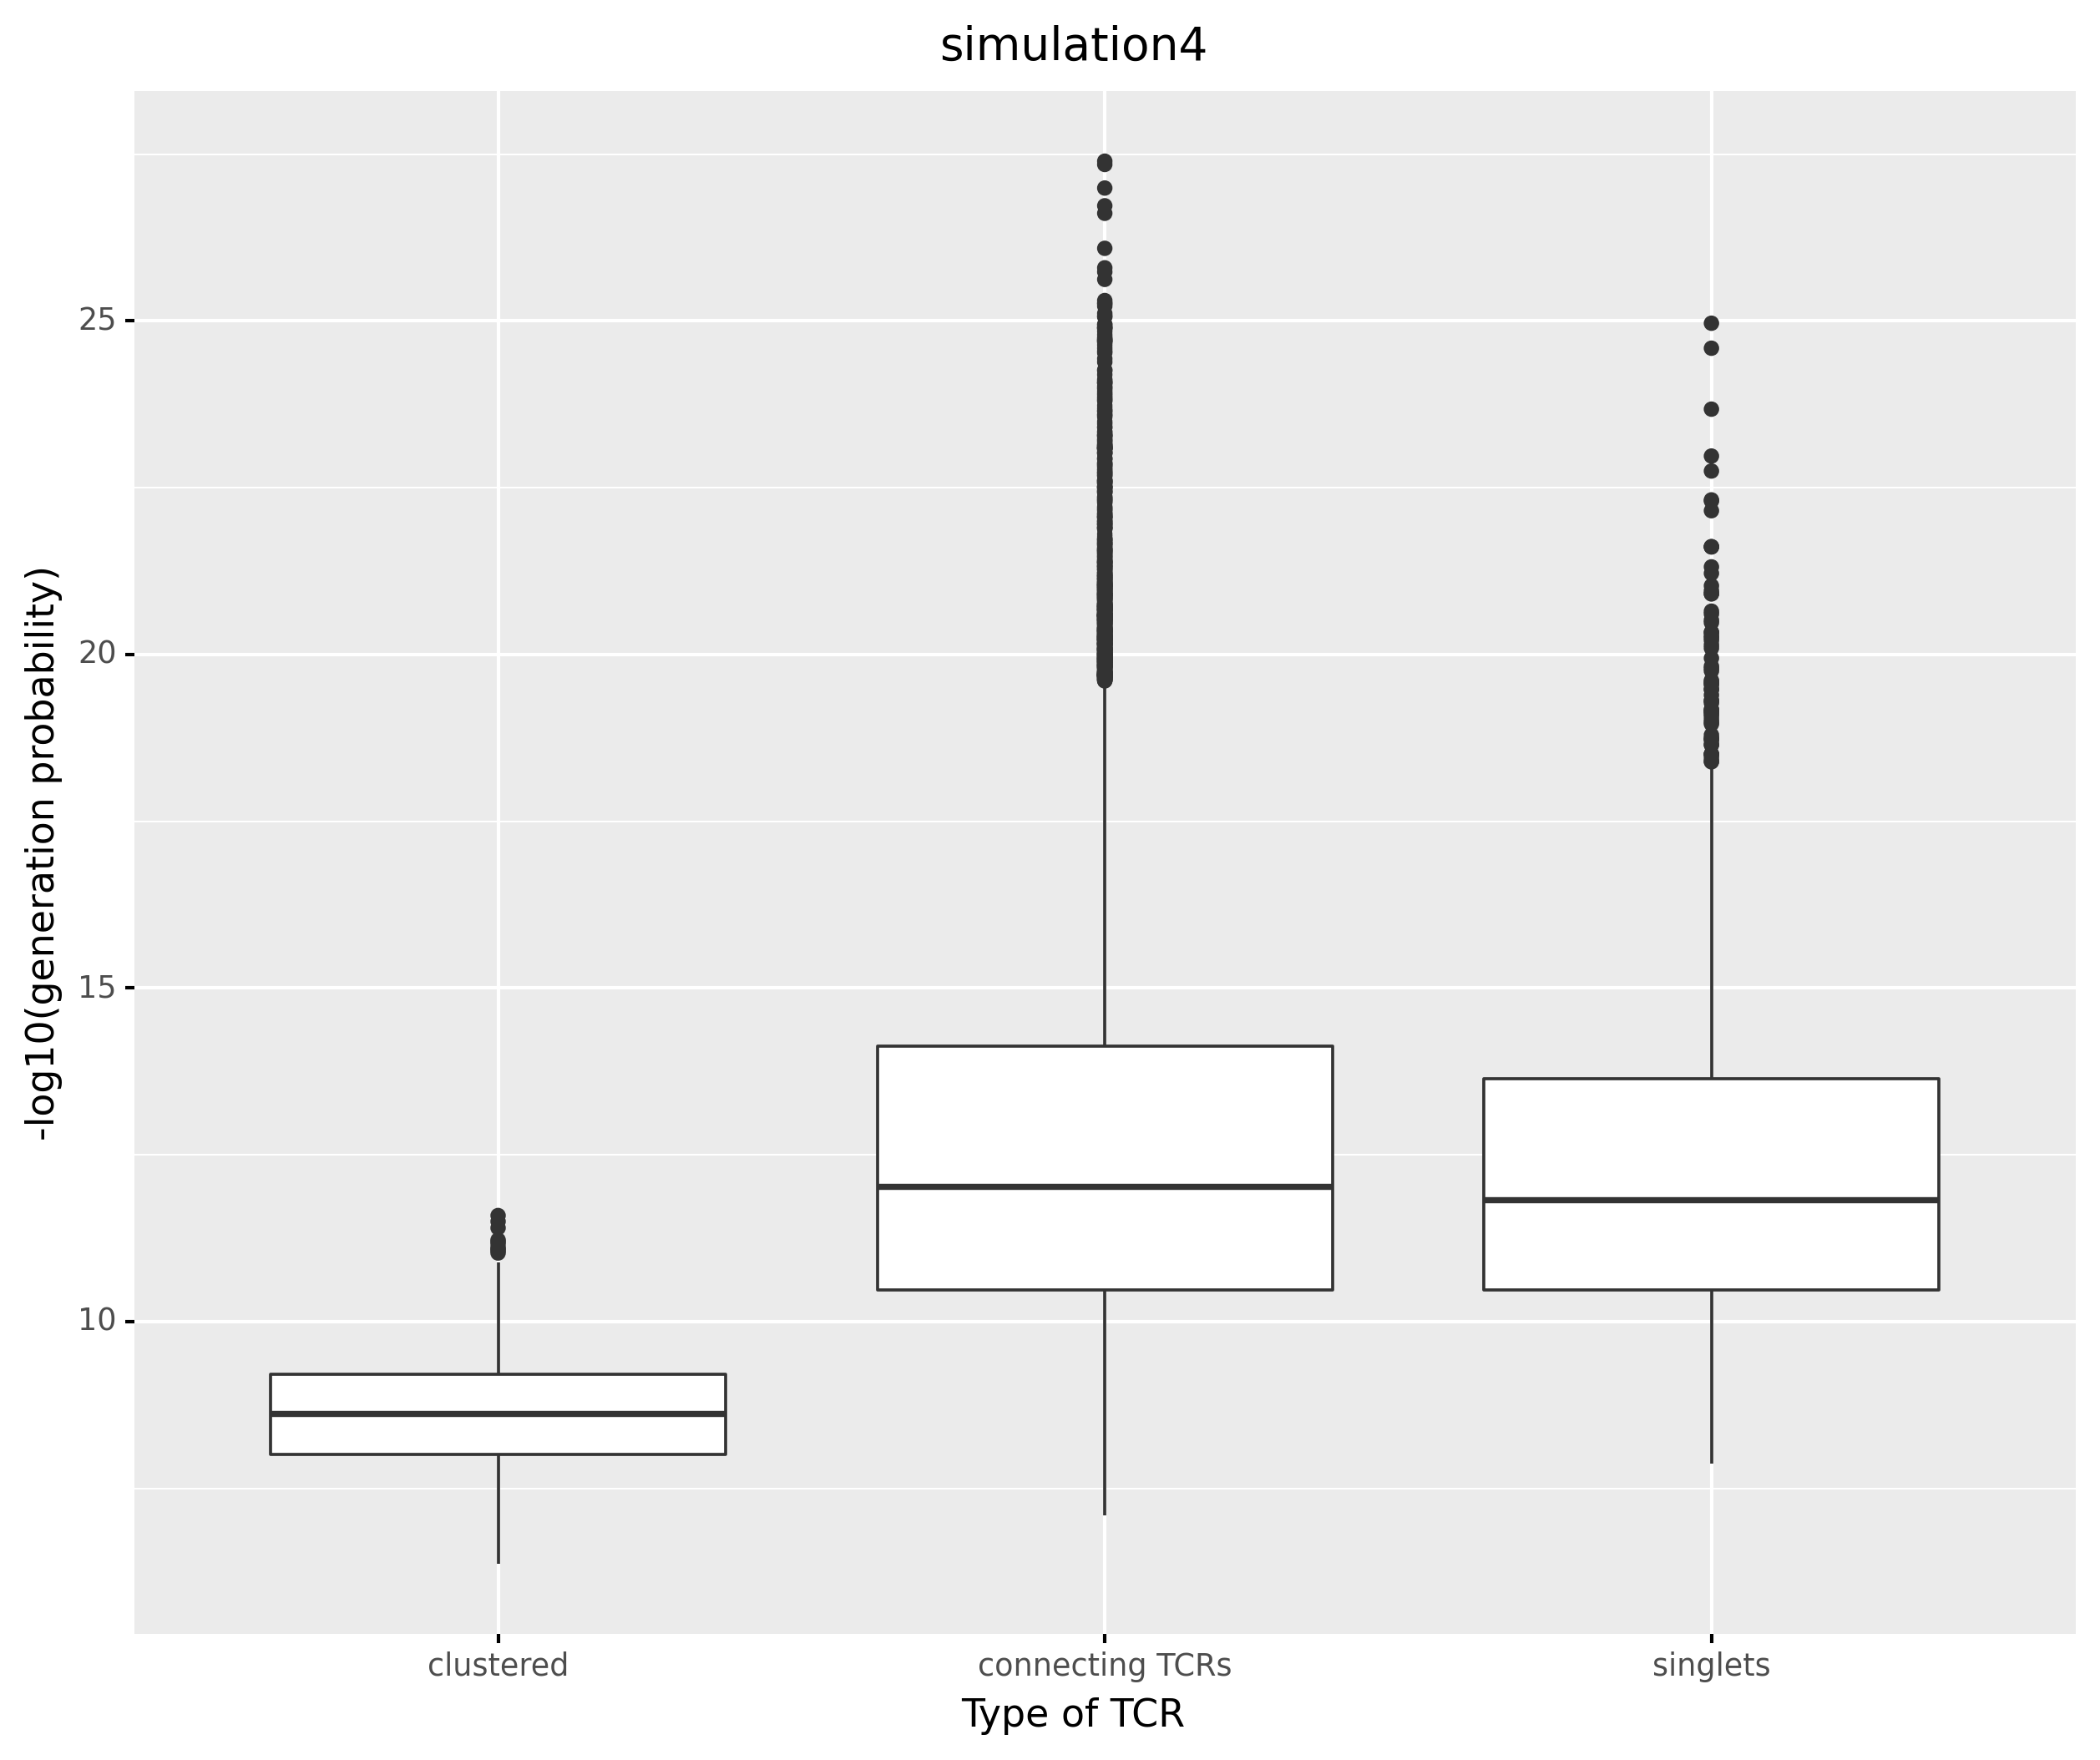 simulation4
-log10(generation probability)
25
20
15
10
clustered connecting TCRs singlets
Type of TCR